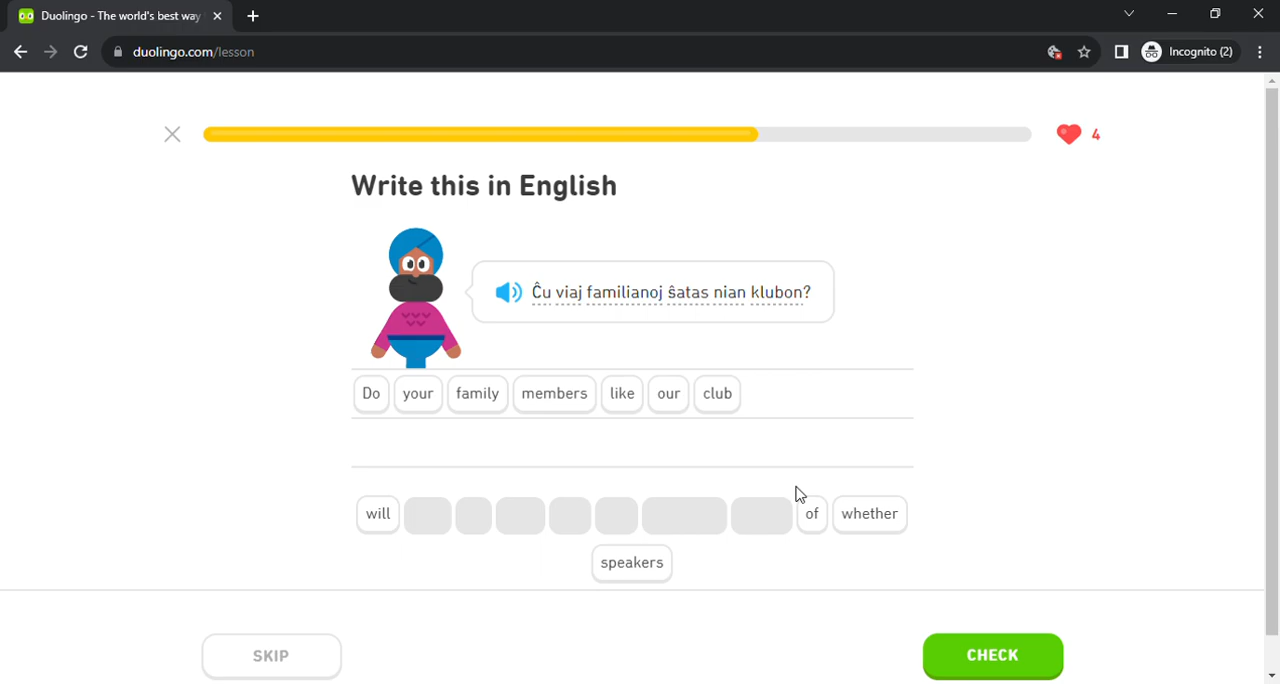 Duolingo - The world's best way
duolingo.com/lesson
Incognito (2)
4
Write this in English
Ĉu viaj familianoj ŝatas nian klubon?
Do your family members like our club
will of whether
speakers
SKIP CHECK